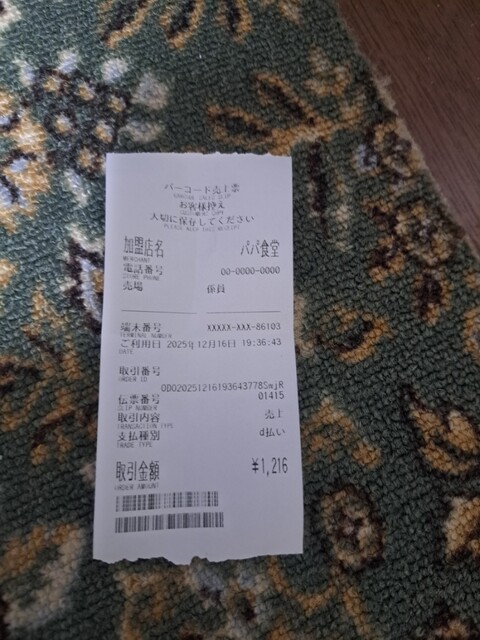 バーコード売上票
お客様控え
CUSTOMER COPY
大切に保存してください
PLEASE KEEP THIS RECEIPT
加盟店名 パパ食堂
MERCHANT
電話番号 00-0000-0000
売場 係員
端末番号 XXXXX-XXX-86103
TERMINAL NUMBER
ご利用日 2025年12月16日 19:36:43
DATE
取引番号
ORDER ID
0D020251216193643778SwjR
伝票番号 01415
SLIP NUMBER
取引内容 売上
TRANSACTION TYPE
支払種別 d払い
TRADE TYPE
取引金額 ¥1,216
ORDER AMOUNT